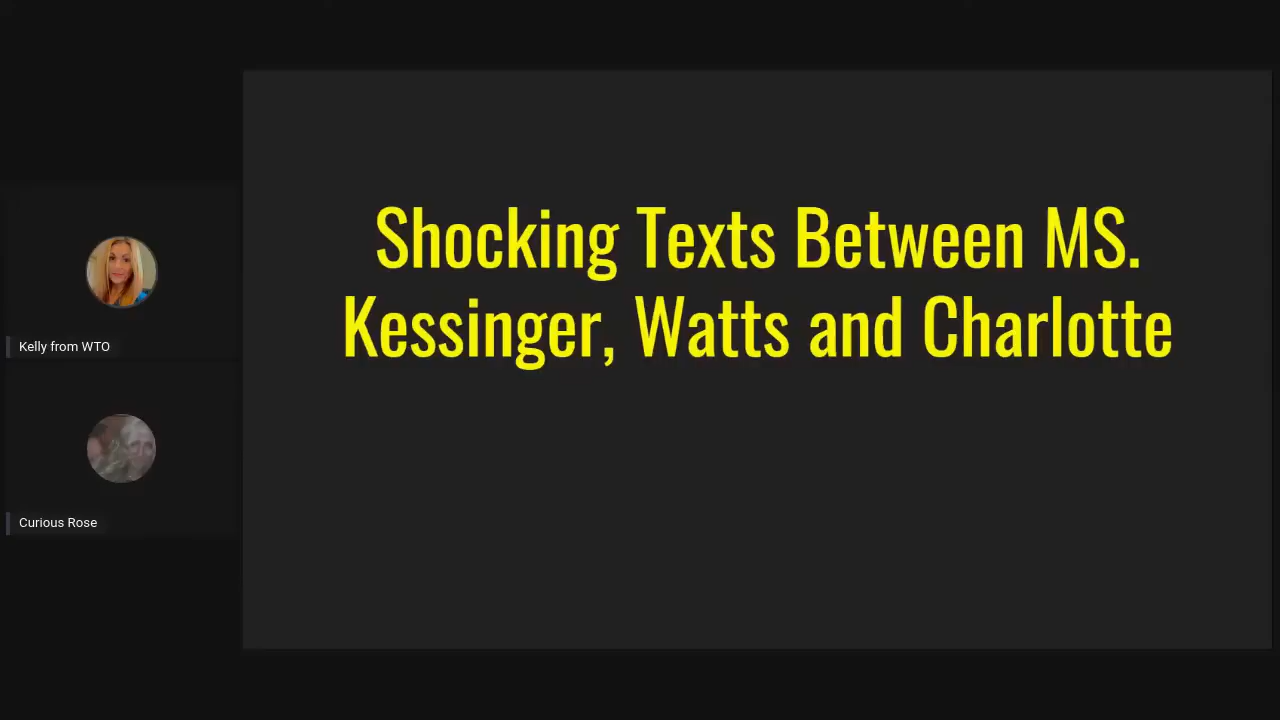 Shocking Texts Between MS.
Kessinger, Watts and Charlotte
Kelly from WTO
Curious Rose